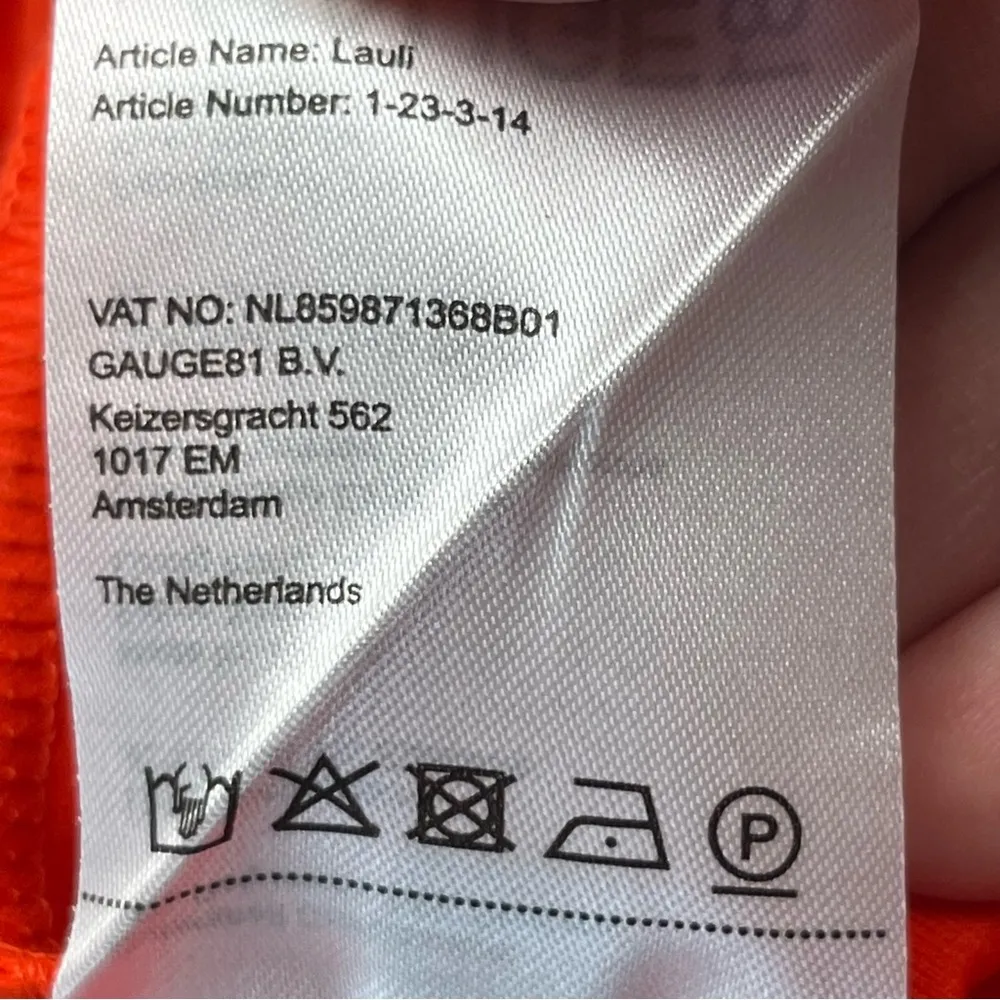 Article Name: Lauli
Article Number: 1-23-3-14
VAT NO: NL859871368B01
GAUGE81 B.V.
Keizersgracht 562
1017 EM
Amsterdam
The Netherlands
P